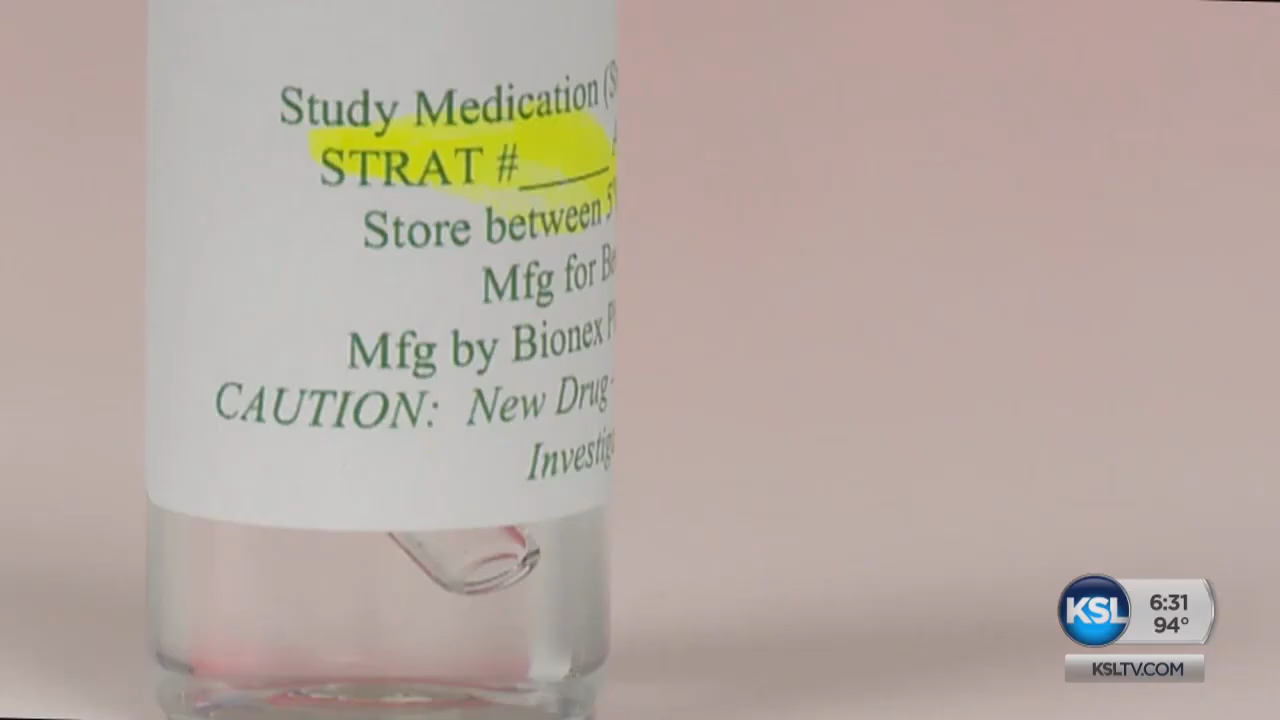 Study Medication
STRAT #____
Store between
Mfg for
Mfg by Bionex
CAUTION: New Drug
KSL
6:31
94°
KSLTV.COM